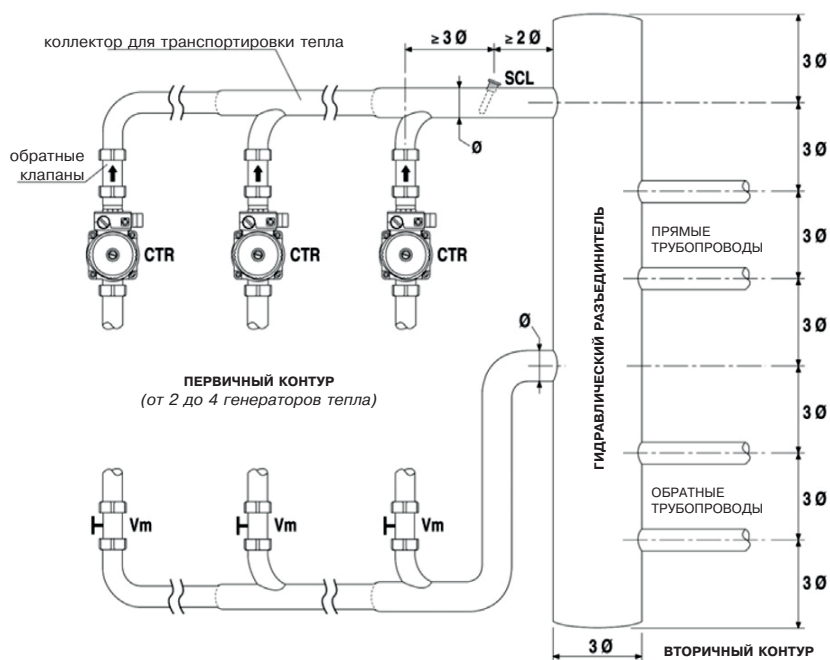 коллектор для транспортировки тепла
≥ 3 Ø
≥ 2 Ø
SCL
3 Ø
Ø
обратные
клапаны
3 Ø
CTR
CTR
CTR
ГИДРАВЛИЧЕСКИЙ РАЗЪЕДИНИТЕЛЬ
ПРЯМЫЕ
ТРУБОПРОВОДЫ
3 Ø
Ø
3 Ø
ПЕРВИЧНЫЙ КОНТУР
(от 2 до 4 генераторов тепла)
3 Ø
Vm
Vm
Vm
ОБРАТНЫЕ
ТРУБОПРОВОДЫ
3 Ø
3 Ø
3 Ø
ВТОРИЧНЫЙ КОНТУР